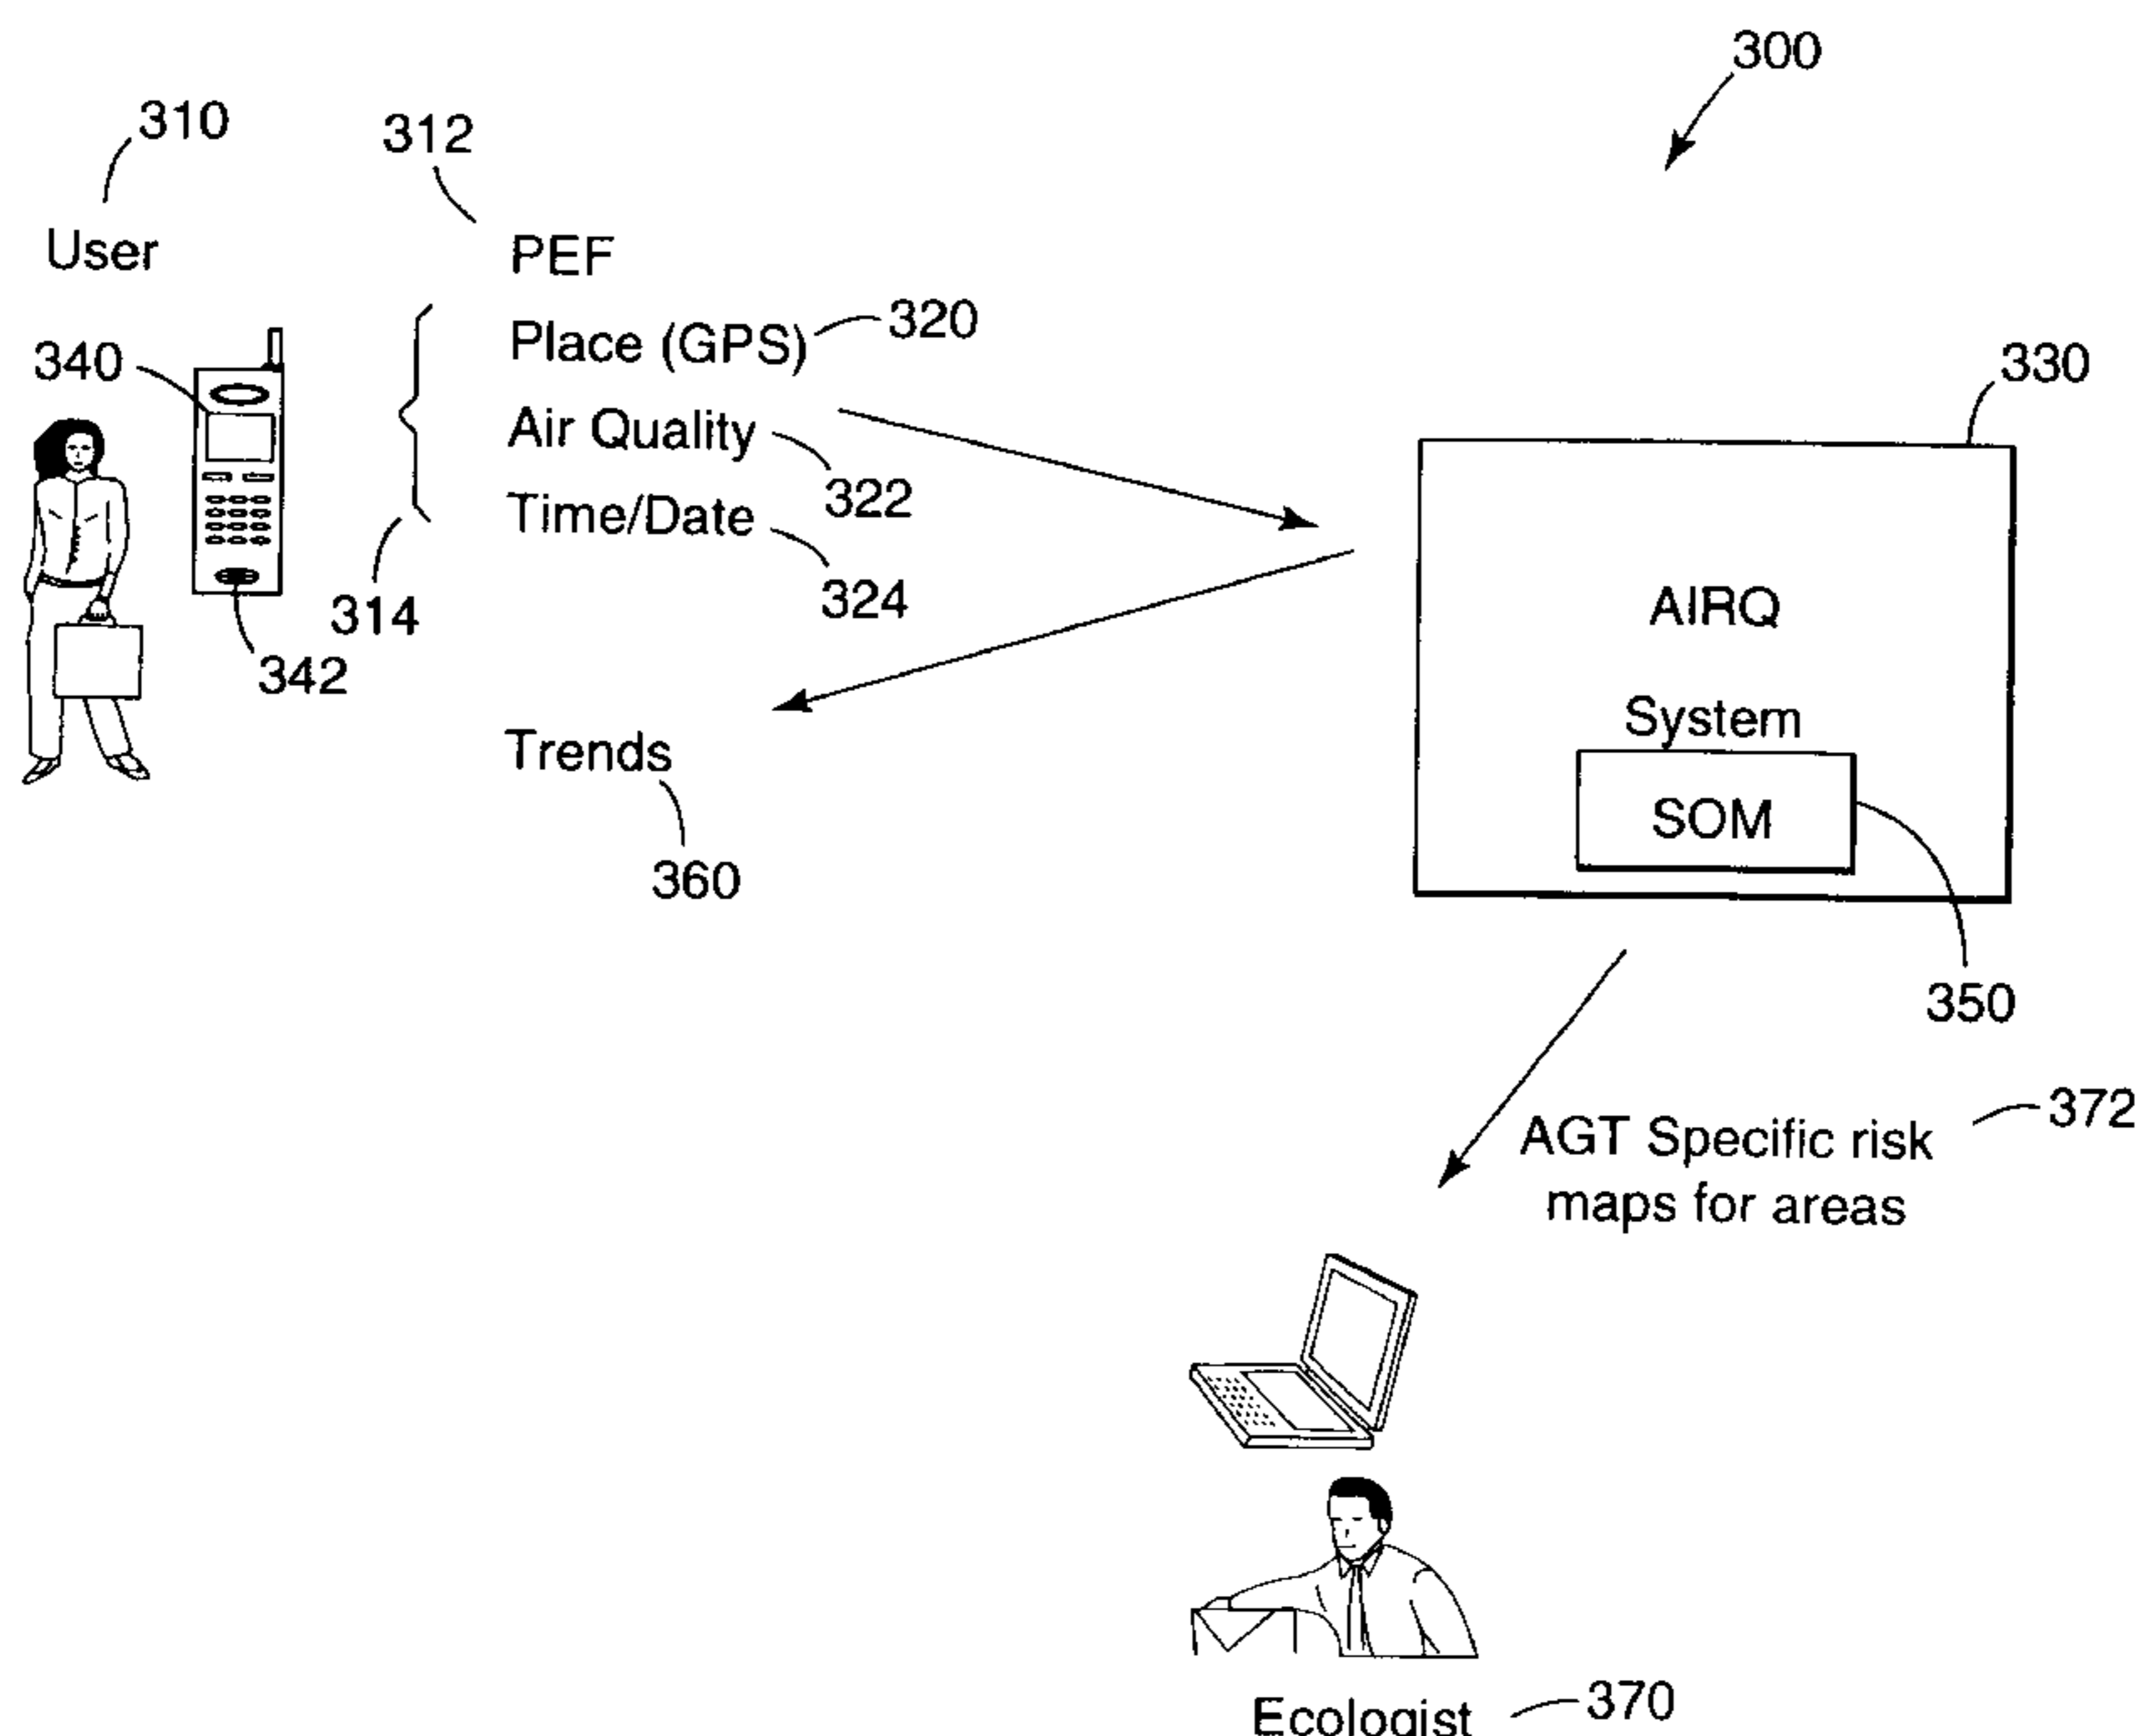 300
310
312
User
PEF
Place (GPS) 320
340
330
Air Quality
322
Time/Date
324
314
342
AIRQ
System
Trends
SOM
360
350
372
AGT Specific risk
maps for areas
Ecologist 370